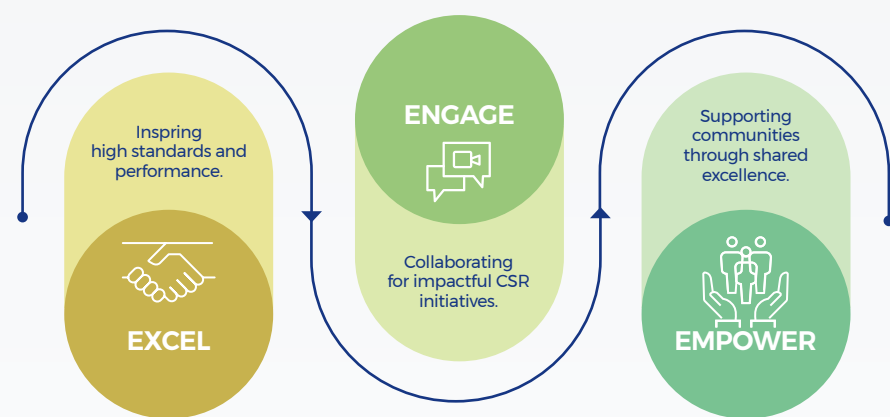 Inspring
high standards and
performance.
EXCEL
ENGAGE
Collaborating
for impactful CSR
initiatives.
Supporting
communities
through shared
excellence.
EMPOWER